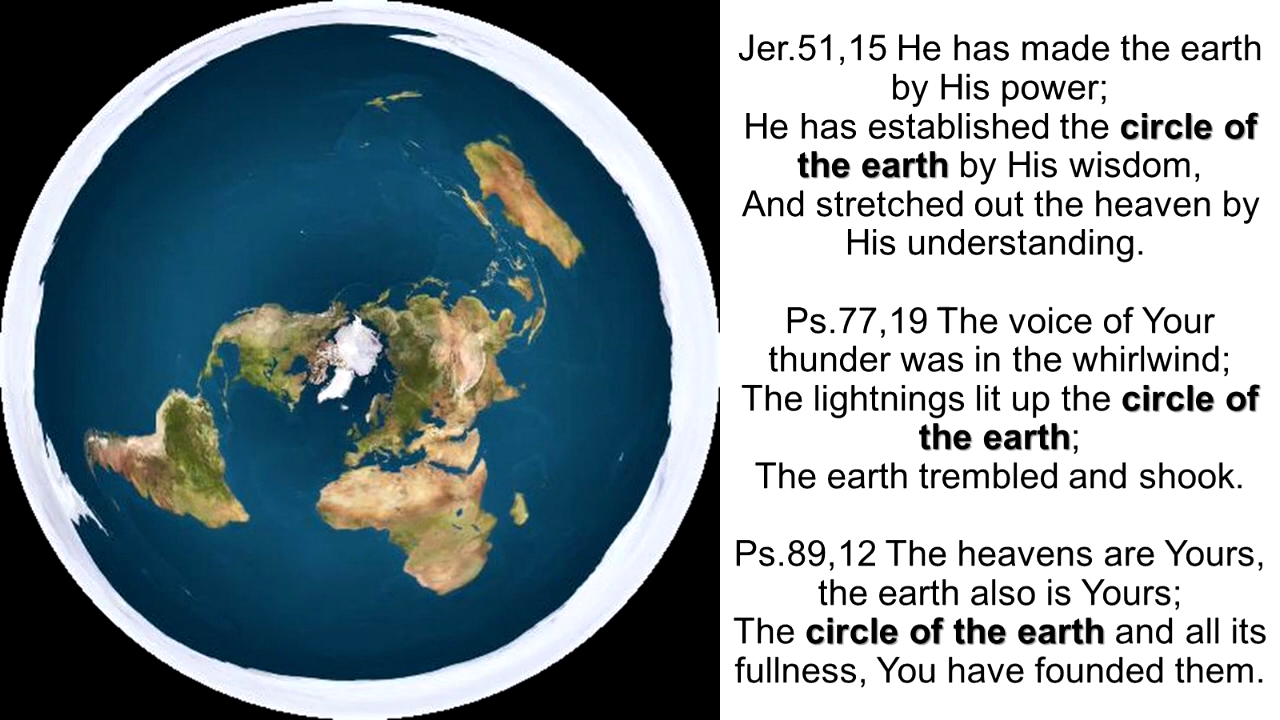 Jer.51,15 He has made the earth
by His power;
He has established the circle of
the earth by His wisdom,
And stretched out the heaven by
His understanding.
Ps.77,19 The voice of Your
thunder was in the whirlwind;
The lightnings lit up the circle of
the earth;
The earth trembled and shook.
Ps.89,12 The heavens are Yours,
the earth also is Yours;
The circle of the earth and all its
fullness, You have founded them.